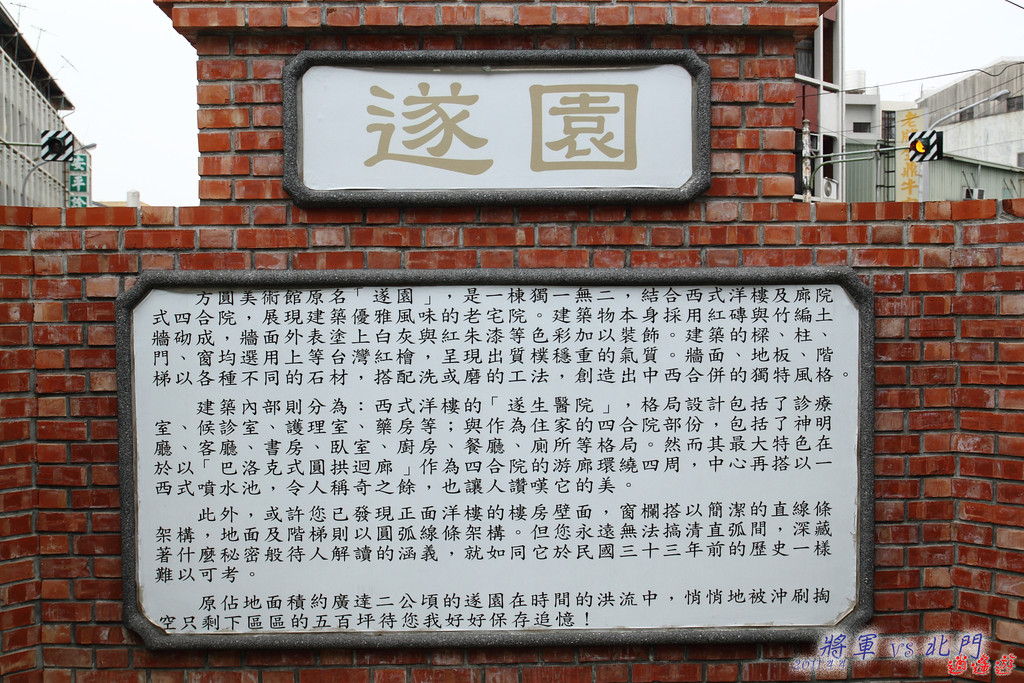 遂園
方圓美術館原名「遂園」，是一棟獨一無二，結合西式洋樓及廊院
式四合院，展現建築優雅風味的老宅院。建築物本身採用紅磚與竹編土
牆砌成，牆面外表塗上白灰與紅朱漆等色彩加以裝飾。建築的樑、柱、
門、窗均選用上等台灣紅檜，呈現出質樸穩重的氣質。牆面、地板、階
梯以各種不同的石材，搭配洗或磨的工法，創造出中西合併的獨特風格。
建築內部則分為：西式洋樓的「遂生醫院」，格局設計包括了診療
室、候診室、護理室、藥房等；與作為住家的四合院部份，包括了神明
廳、客廳、書房、臥室、廚房、餐廳、廁所等格局。然而其最大特色在
於以「巴洛克式圓拱迴廊」作為四合院的游廊環繞四周，中心再搭以一
西式噴水池，令人稱奇之餘，也讓人讚嘆它的美。
此外，或許您已發現正面洋樓的樓房壁面，窗欄搭以簡潔的直線條
架構，地面及階梯則以圓弧線條架構。但您永遠無法搞清直弧間，深藏
著什麼秘密般待人解讀的涵義，就如同它於民國三十三年前的歷史一樣
難以可考。
原佔地面積約廣達二公頃的遂園在時間的洪流中，悄悄地被沖刷掏
空只剩下區區的五百坪待您我好好保存追憶！
將軍 vs 北門
逍遙遊